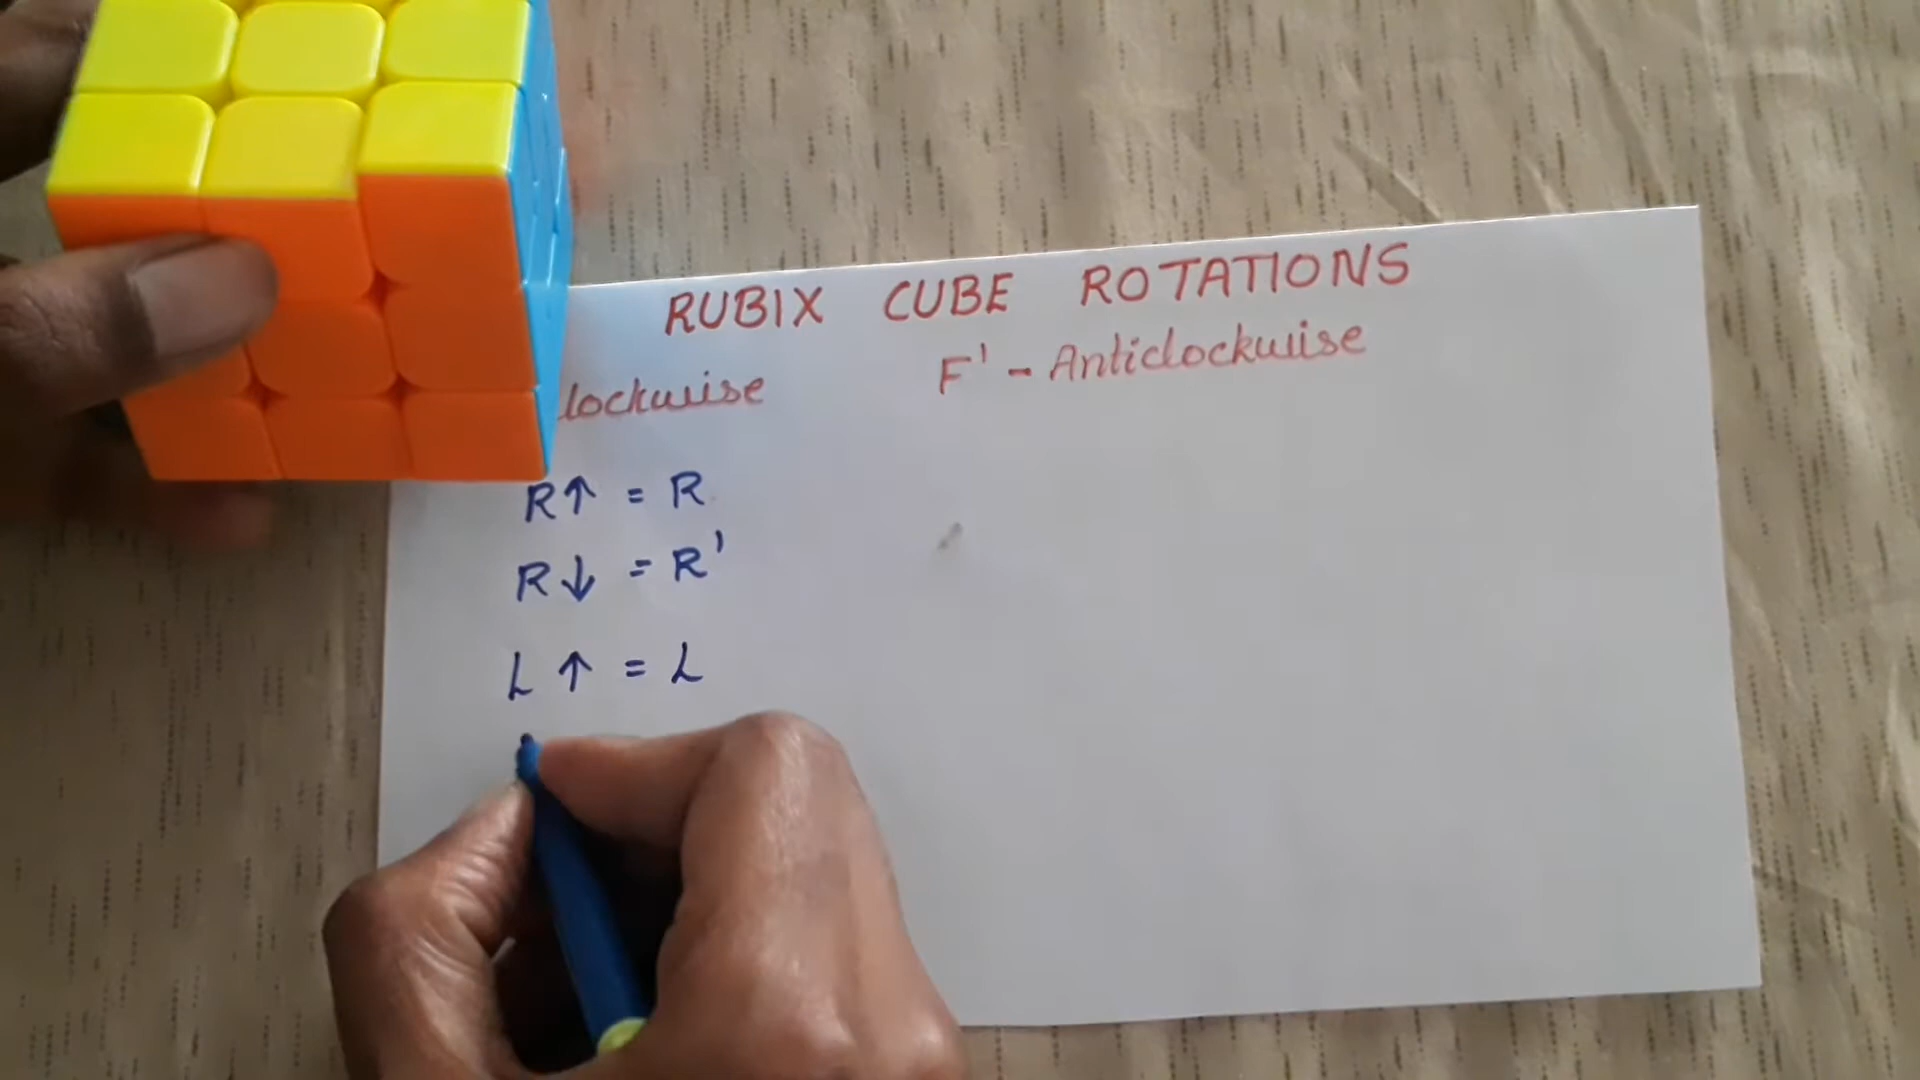 RUBIX CUBE ROTATIONS
lockwise F' - Anticlockwise
R↑ = R
R↓ = R'
L↑ = L